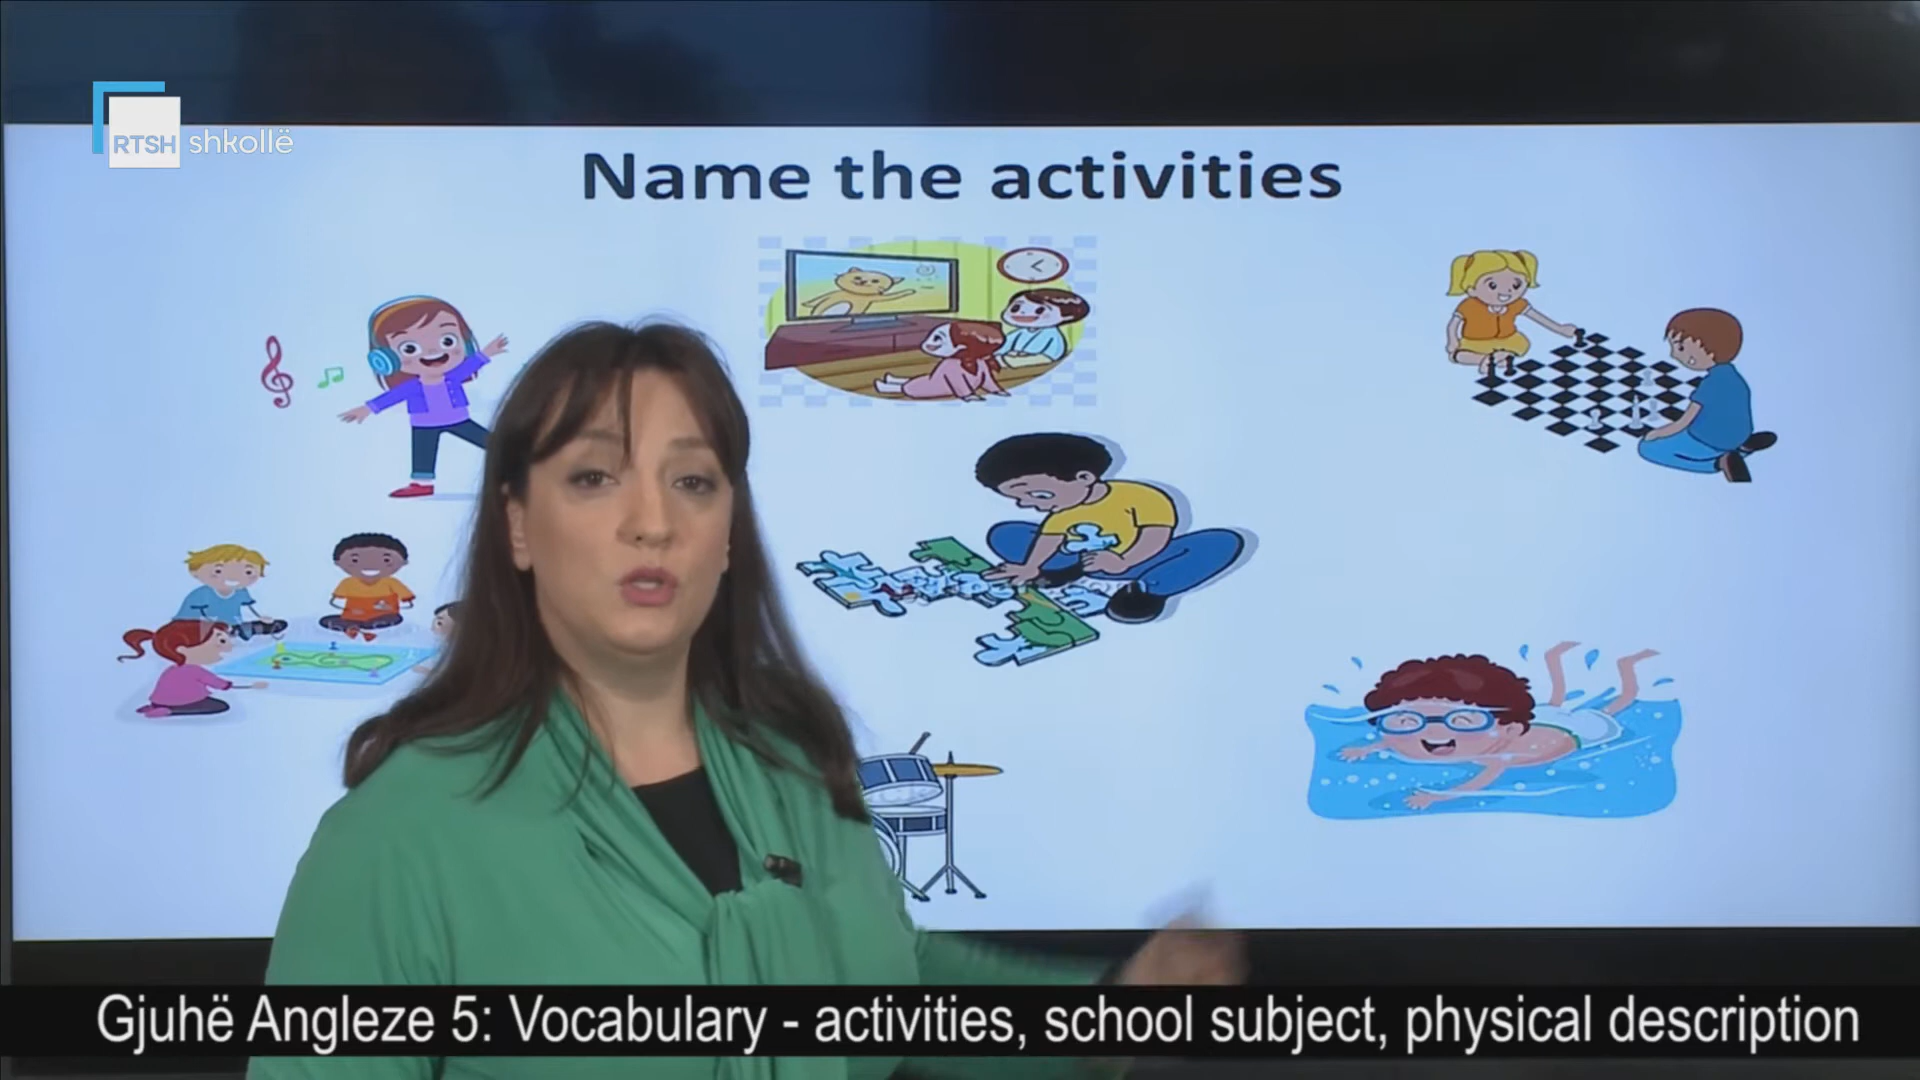 RTSH shkollë
Name the activities
Gjuhë Angleze 5: Vocabulary - activities, school subject, physical description